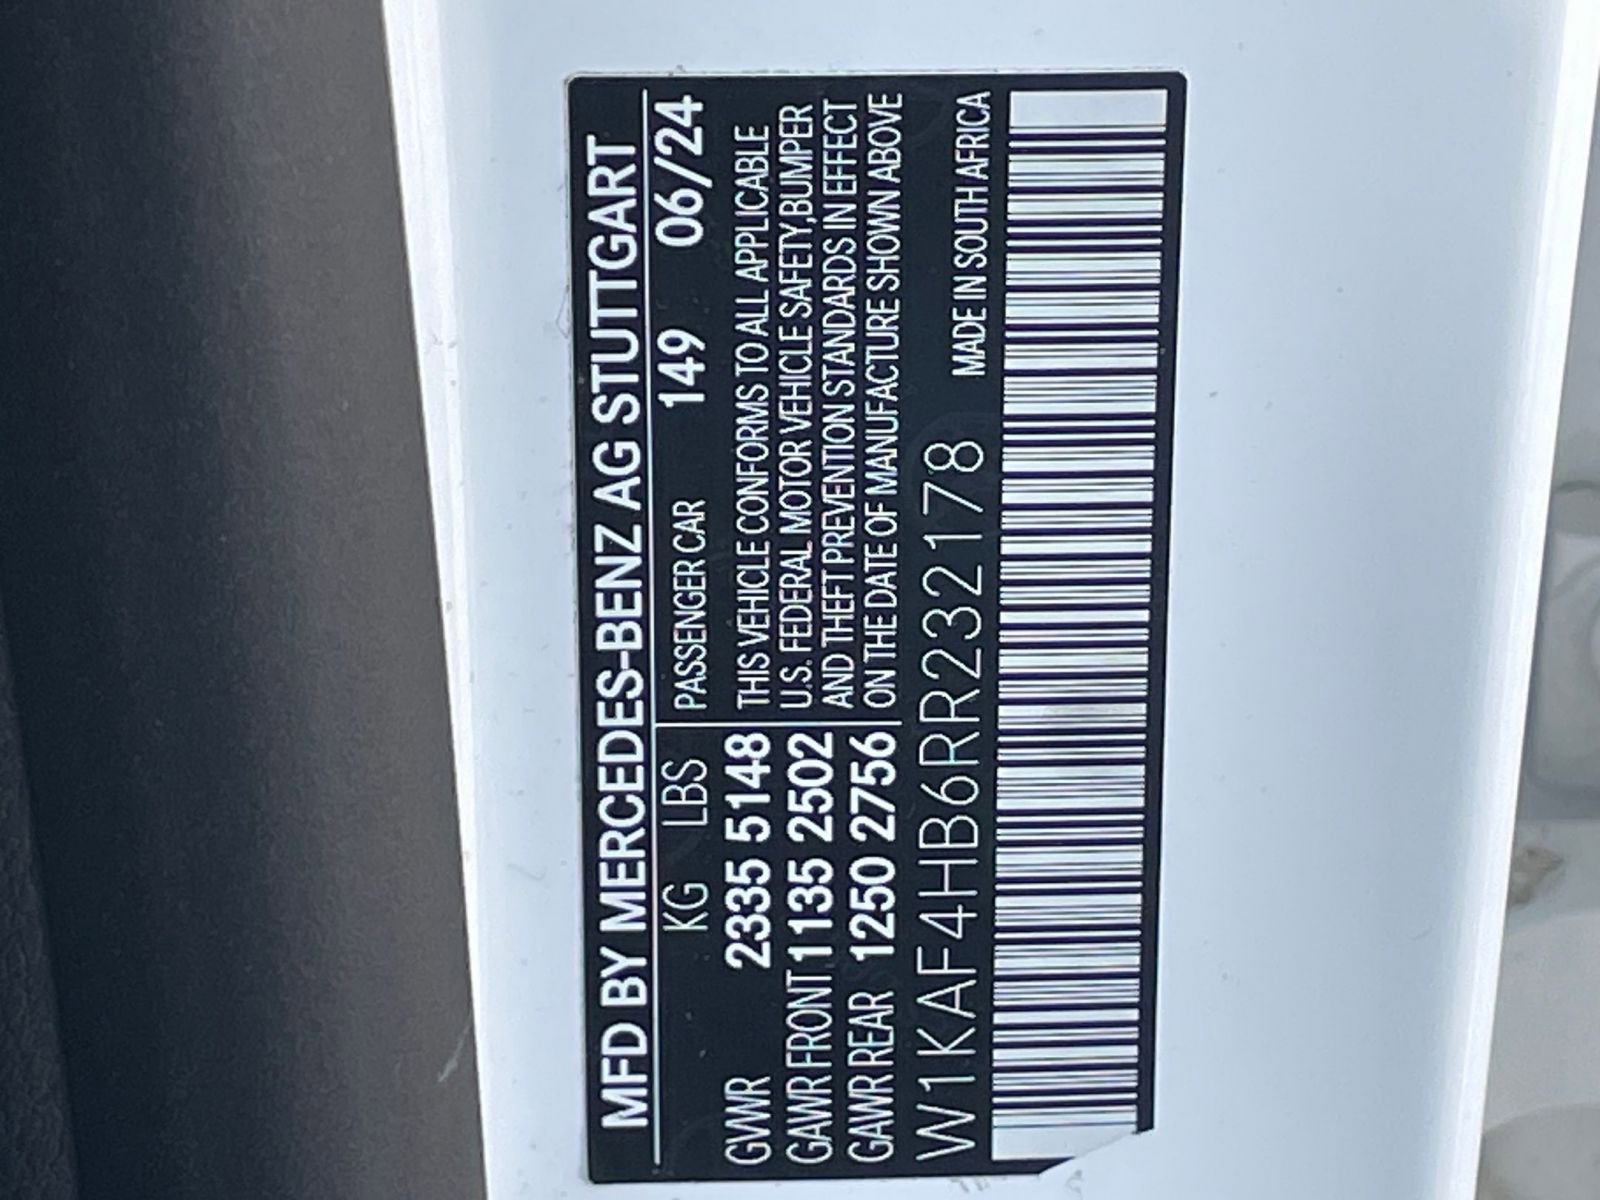 MFD BY MERCEDES-BENZ AG STUTTGART
KG LBS PASSENGER CAR 149 06/24
GVWR 2335 5148 THIS VEHICLE CONFORMS TO ALL APPLICABLE
GAWR FRONT 1135 2502 U.S. FEDERAL MOTOR VEHICLE SAFETY,BUMPER
AND THEFT PREVENTION STANDARDS IN EFFECT
GAWR REAR 1250 2756 ON THE DATE OF MANUFACTURE SHOWN ABOVE
W1KAF4HB6RR232178 MADE IN SOUTH AFRICA